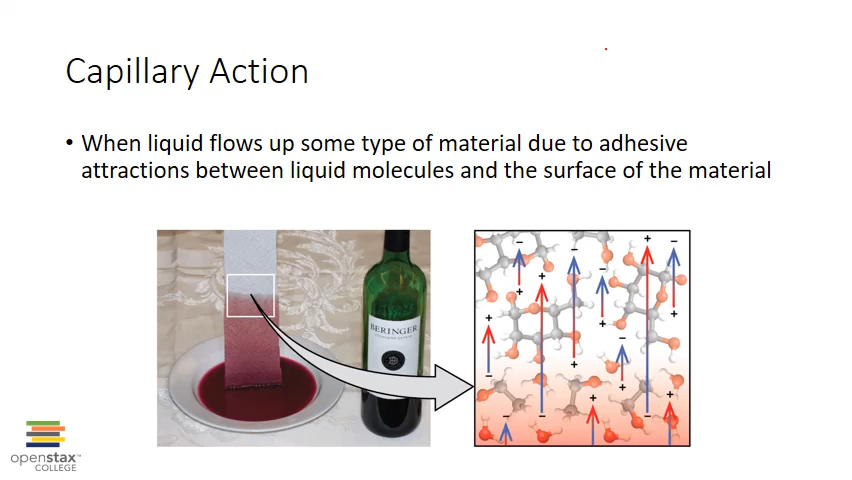 Capillary Action
• When liquid flows up some type of material due to adhesive
attractions between liquid molecules and the surface of the material
BERINGER
openstax™
COLLEGE